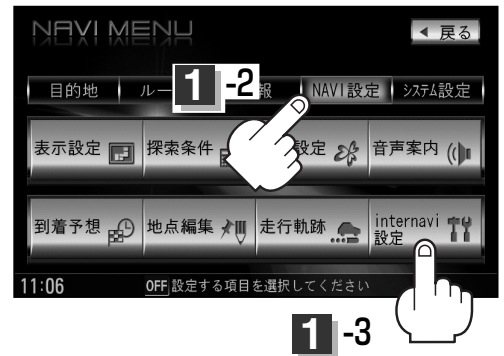 NAVI MENU
◀ 戻る
目的地 ルー 報 NAVI設定 システム設定
1-2
表示設定 探索条件 設定 音声案内
到着予想 地点編集 走行軌跡 internavi
設定
11:06 OFF 設定する項目を選択してください
1-3